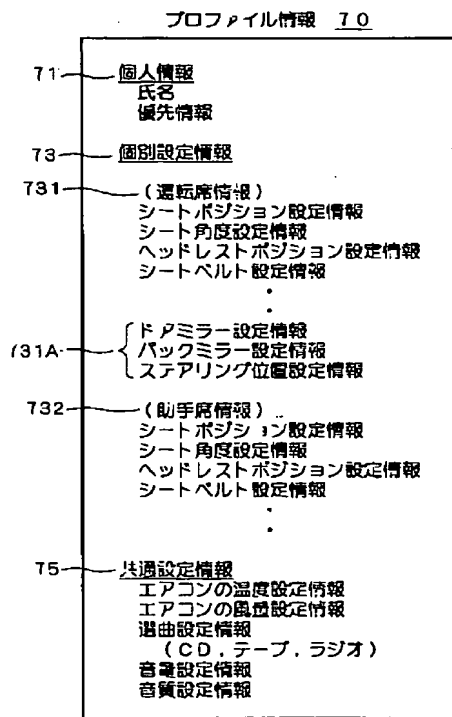 プロファイル情報 70
71 個人情報
氏名
優先情報
73 個別設定情報
731 (運転席情報)
シートポジション設定情報
シート角度設定情報
ヘッドレストポジション設定情報
シートベルト設定情報
・
・
731A ドアミラー設定情報
バックミラー設定情報
ステアリング位置設定情報
732 (助手席情報)
シートポジション設定情報
シート角度設定情報
ヘッドレストポジション設定情報
シートベルト設定情報
・
・
75 共通設定情報
エアコンの温度設定情報
エアコンの風量設定情報
選曲設定情報
(CD.テープ.ラジオ)
音量設定情報
音質設定情報